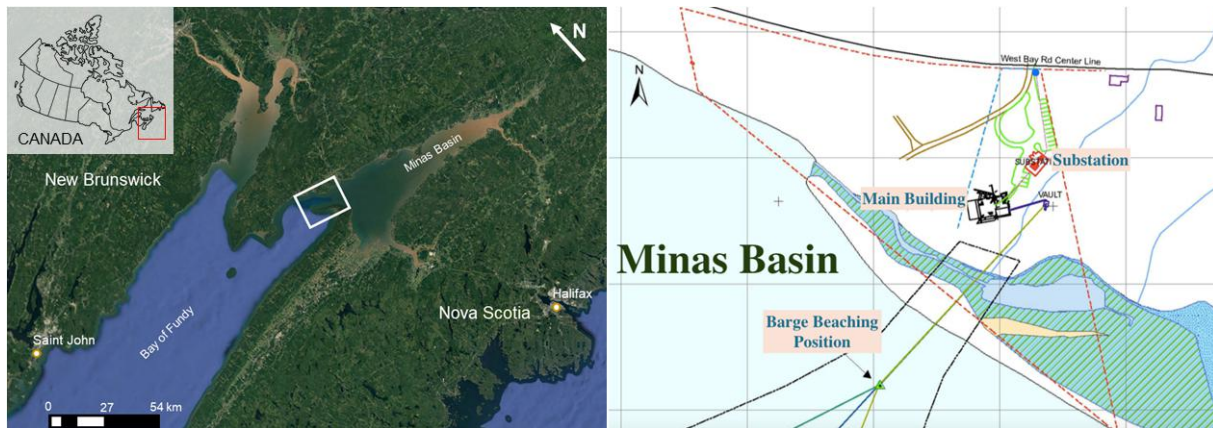 CANADA
N
New Brunswick
Minas Basin
Bay of Fundy
Nova Scotia
Halifax
Saint John
0 27 54 km
West Bay Rd Center Line
N
Substation
Main Building
VAULT
Minas Basin
Barge Beaching
Position